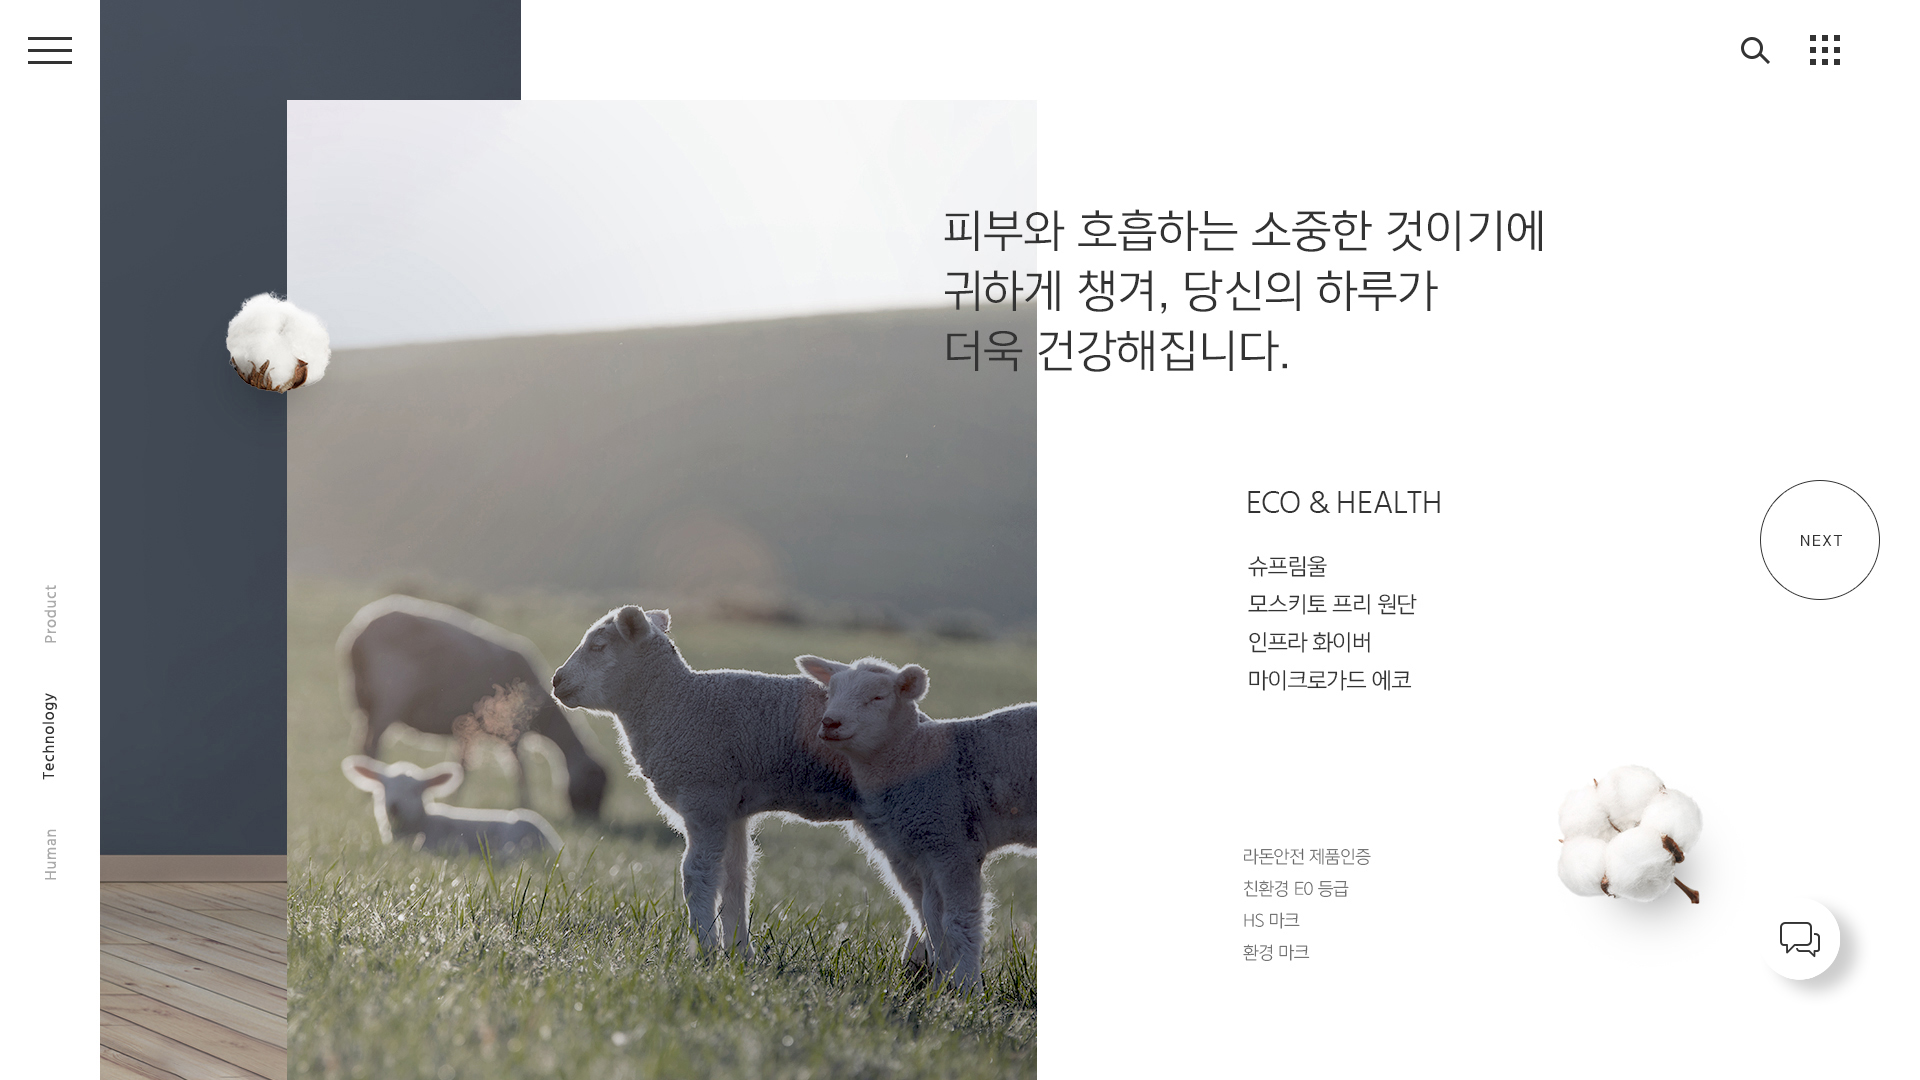 피부와 호흡하는 소중한 것이기에
귀하게 챙겨, 당신의 하루가
더욱 건강해집니다.
ECO & HEALTH
슈프림울
모스키토 프리 원단
인프라 화이버
마이크로가드 에코
NEXT
Product
Technology
Human
라돈안전 제품인증
친환경 E0 등급
HS 마크
환경 마크